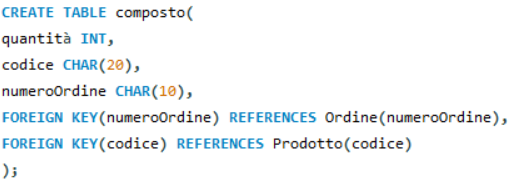 CREATE TABLE composto(
quantità INT,
codice CHAR(20),
numeroOrdine CHAR(10),
FOREIGN KEY(numeroOrdine) REFERENCES Ordine(numeroOrdine),
FOREIGN KEY(codice) REFERENCES Prodotto(codice)
);